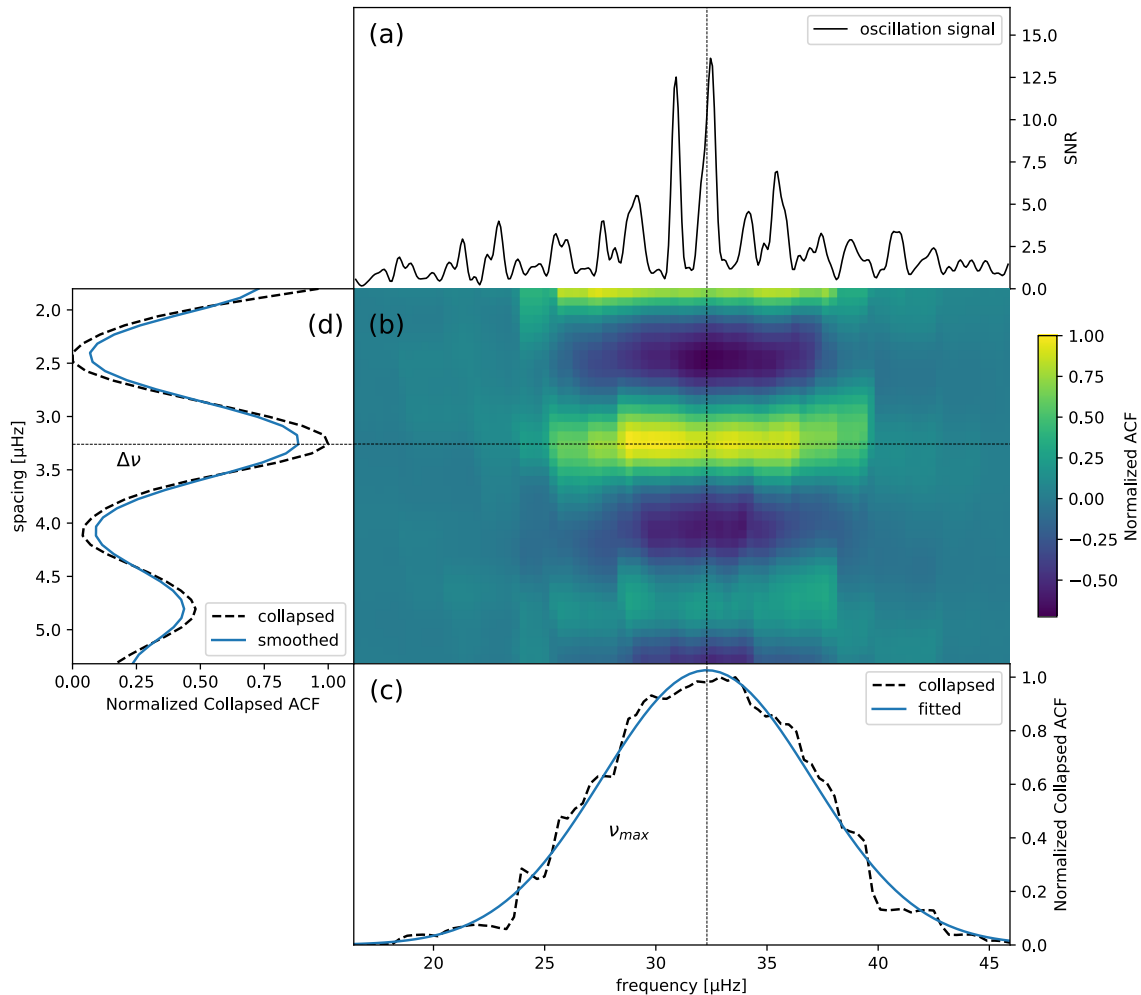 (a)
oscillation signal
15.0
12.5
10.0
7.5
5.0
2.5
0.0
SNR
2.0
2.5
3.0
3.5
4.0
4.5
5.0
spacing [μHz]
(d)
Δν
collapsed
smoothed
0.00 0.25 0.50 0.75 1.00
Normalized Collapsed ACF
(b)
1.00
0.75
0.50
0.25
0.00
−0.25
−0.50
Normalized ACF
(c)
collapsed
fitted
ν_max
1.0
0.8
0.6
0.4
0.2
0.0
Normalized Collapsed ACF
20 25 30 35 40 45
frequency [μHz]